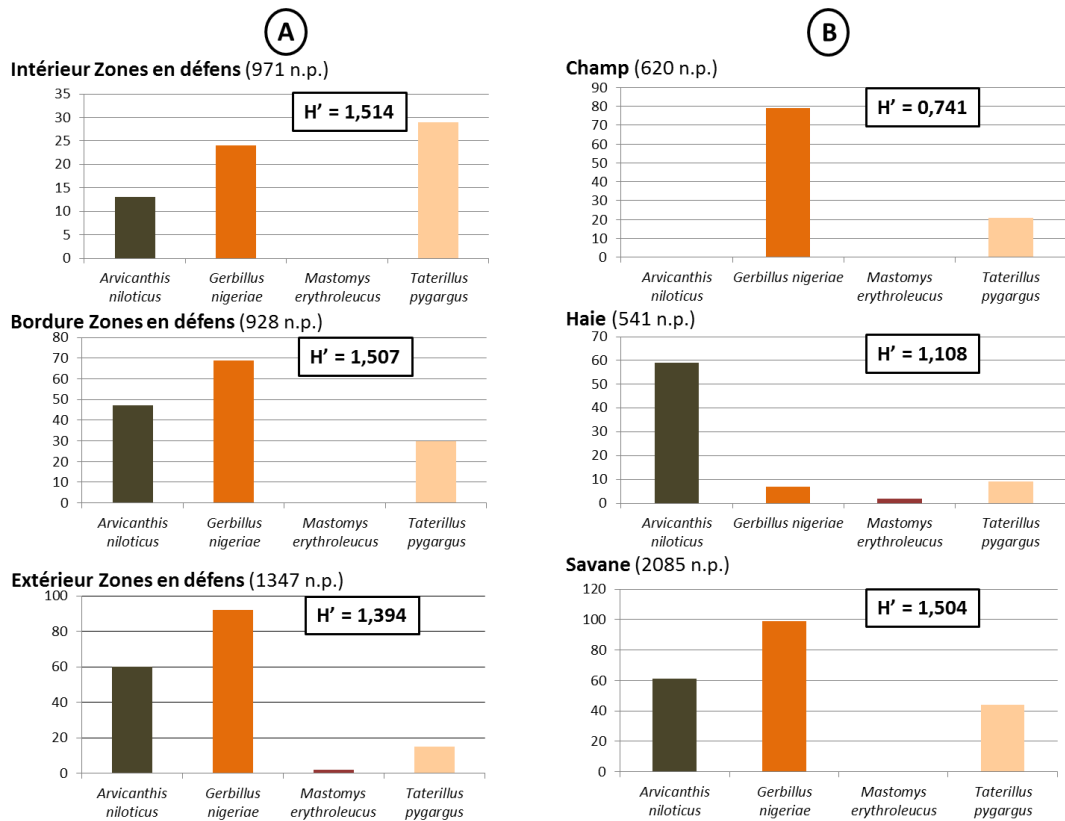 A
Intérieur Zones en défens (971 n.p.)
H' = 1,514
35
30
25
20
15
10
5
0
Arvicanthis niloticus
Gerbillus nigeriae
Mastomys erythroleucus
Taterillus pygargus
Bordure Zones en défens (928 n.p.)
H' = 1,507
80
70
60
50
40
30
20
10
0
Arvicanthis niloticus
Gerbillus nigeriae
Mastomys erythroleucus
Taterillus pygargus
Extérieur Zones en défens (1347 n.p.)
H' = 1,394
100
80
60
40
20
0
Arvicanthis niloticus
Gerbillus nigeriae
Mastomys erythroleucus
Taterillus pygargus
B
Champ (620 n.p.)
H' = 0,741
90
80
70
60
50
40
30
20
10
0
Arvicanthis niloticus
Gerbillus nigeriae
Mastomys erythroleucus
Taterillus pygargus
Haie (541 n.p.)
H' = 1,108
70
60
50
40
30
20
10
0
Arvicanthis niloticus
Gerbillus nigeriae
Mastomys erythroleucus
Taterillus pygargus
Savane (2085 n.p.)
H' = 1,504
120
100
80
60
40
20
0
Arvicanthis niloticus
Gerbillus nigeriae
Mastomys erythroleucus
Taterillus pygargus